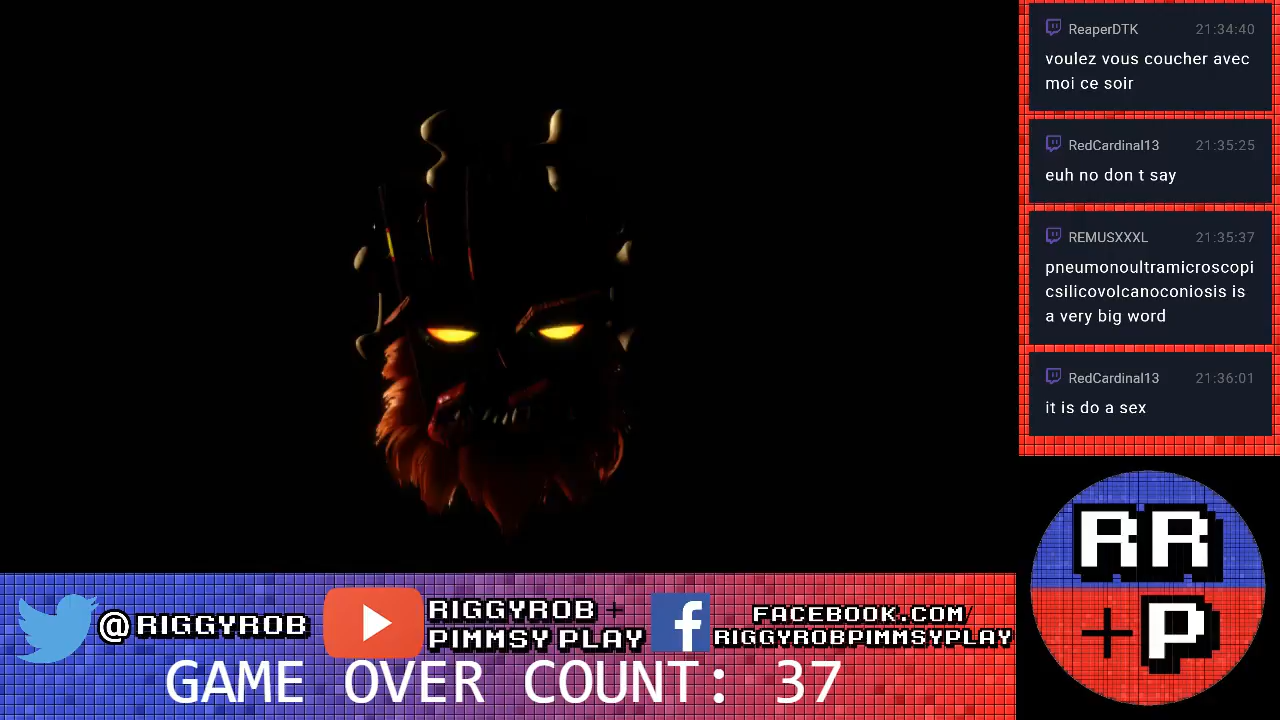 ReaperDTK 21:34:40
voulez vous coucher avec
moi ce soir
RedCardinal13 21:35:25
euh no don t say
REMUSXXXL 21:35:37
pneumonoultramicroscopi
csilicovolcanoconiosis is
a very big word
RedCardinal13 21:36:01
it is do a sex
RR
+P
@RIGGYROB
RIGGYROB +
PIMMSY PLAY
FACEBOOK.COM/
RIGGYROBPIMMSYPLAY
GAME OVER COUNT: 37